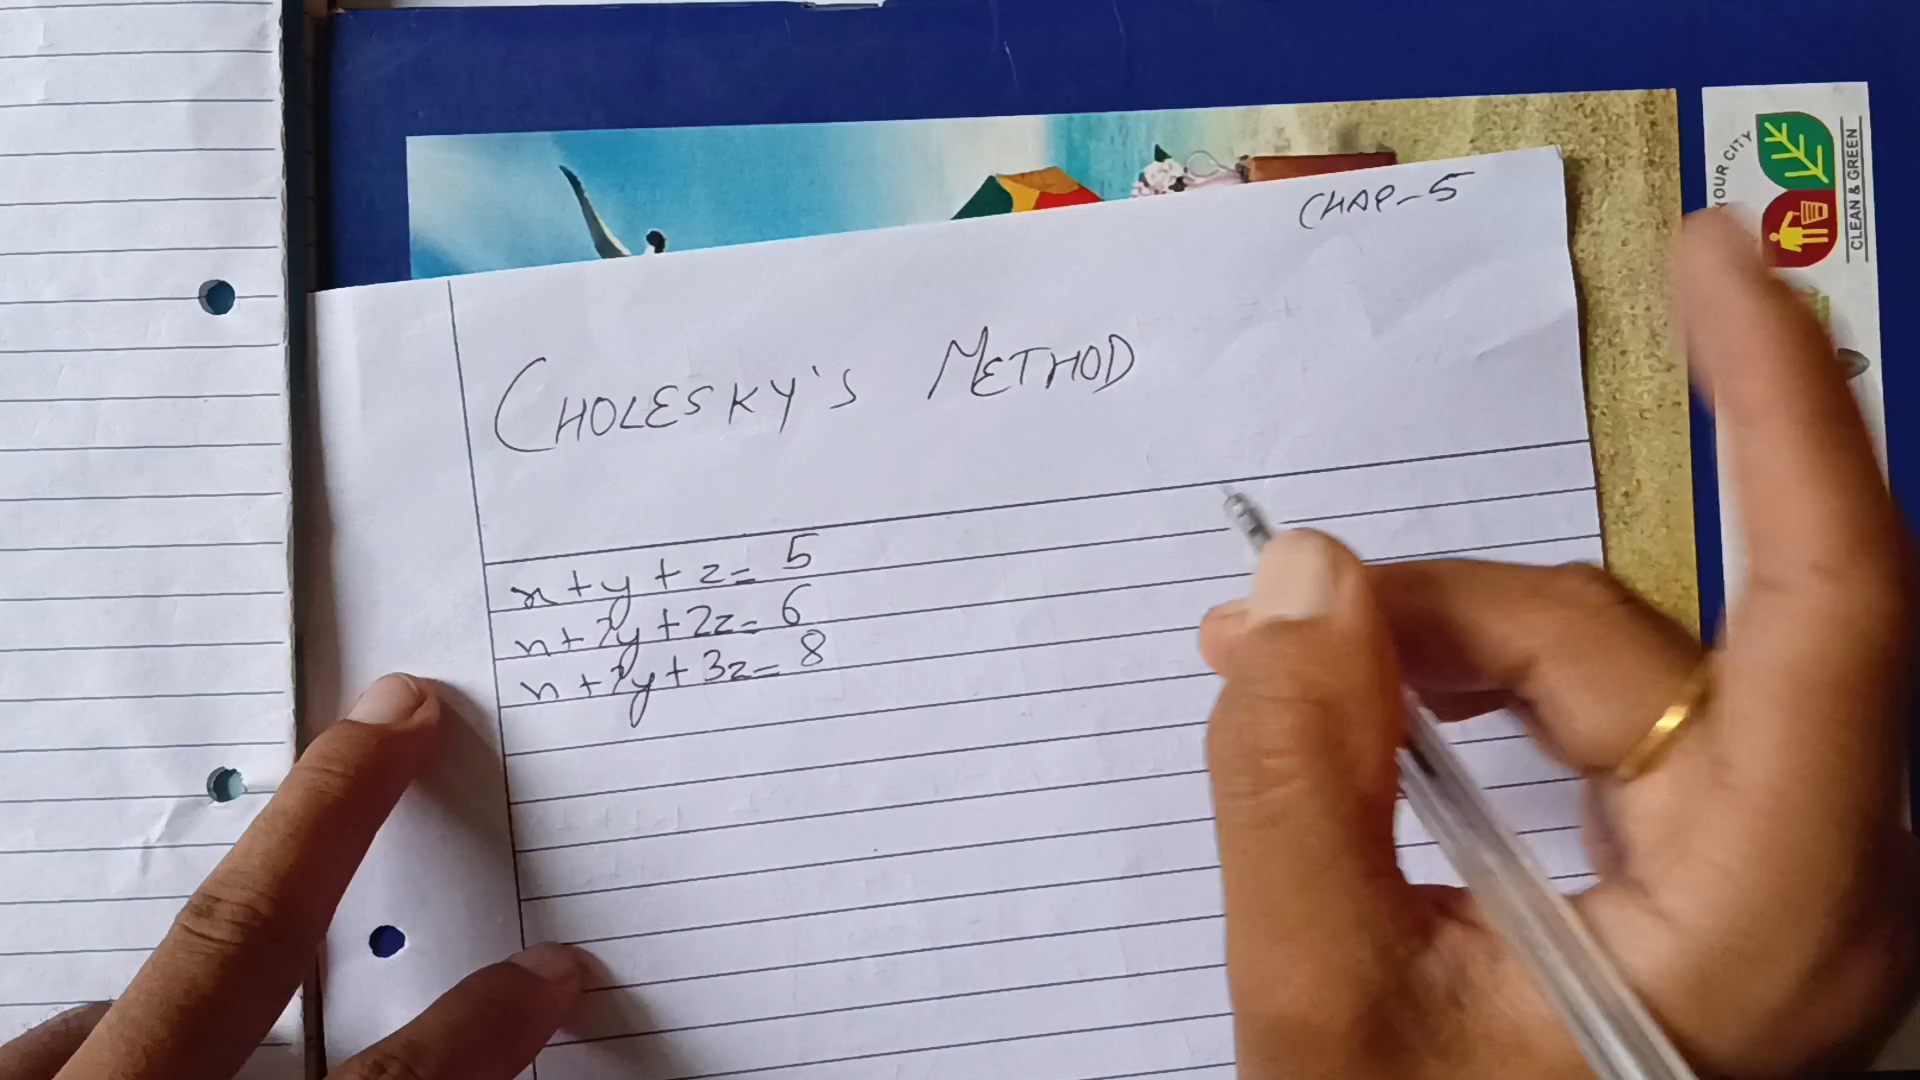 CHAP-5
CHOLESKY'S METHOD
x+y+z=5
x+2y+2z=6
x+2y+3z=8
YOUR CITY
CLEAN & GREEN